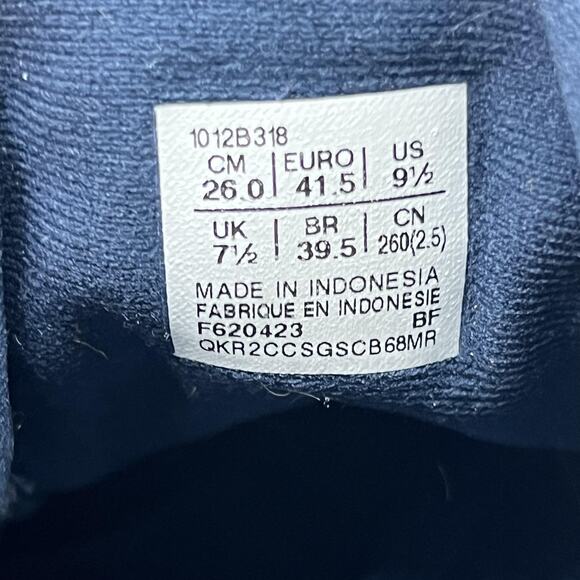 1012B318
CM | EURO | US
26.0 | 41.5 | 9½
UK | BR | CN
7½ | 39.5 | 260(2.5)
MADE IN INDONESIA
FABRIQUE EN INDONESIE
F620423 BF
QKR2CCSGSCB68MR